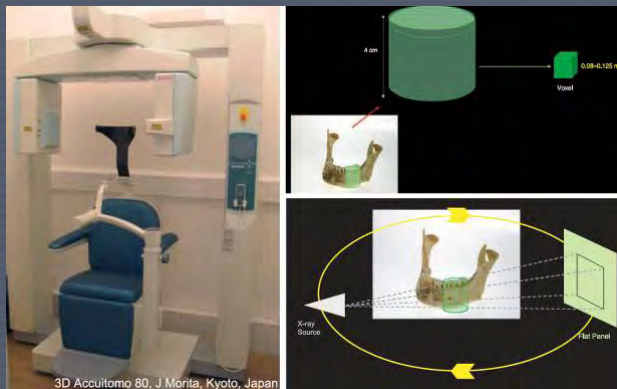 3D Accuitomo 80, J Morita, Kyoto, Japan
4 cm
0.08–0.125
Voxel
X-ray
Source
Flat Panel